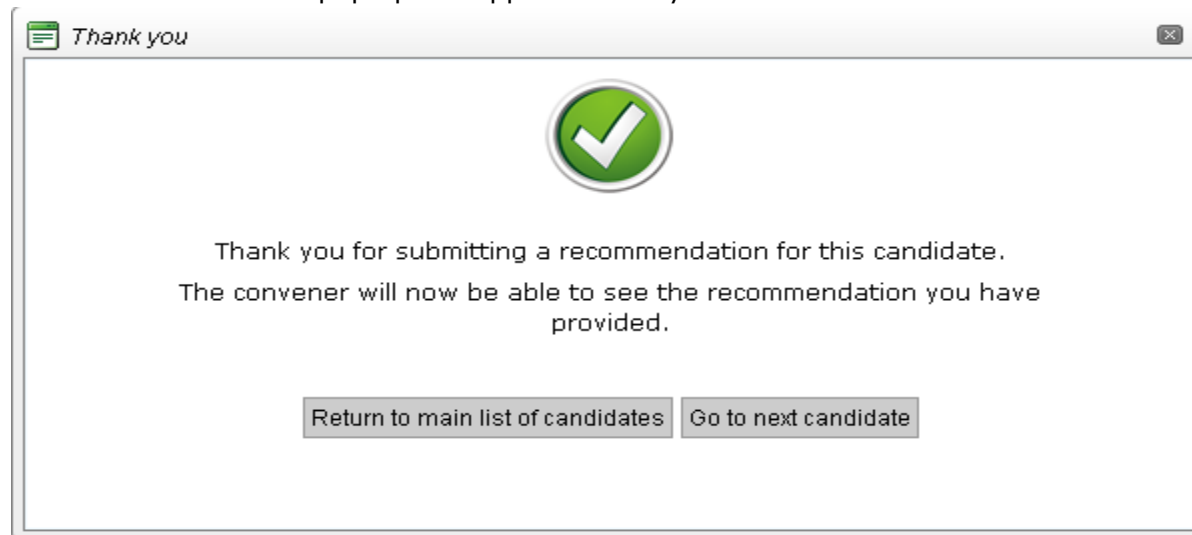 Thank you
Thank you for submitting a recommendation for this candidate.
The convener will now be able to see the recommendation you have
provided.
Return to main list of candidates Go to next candidate